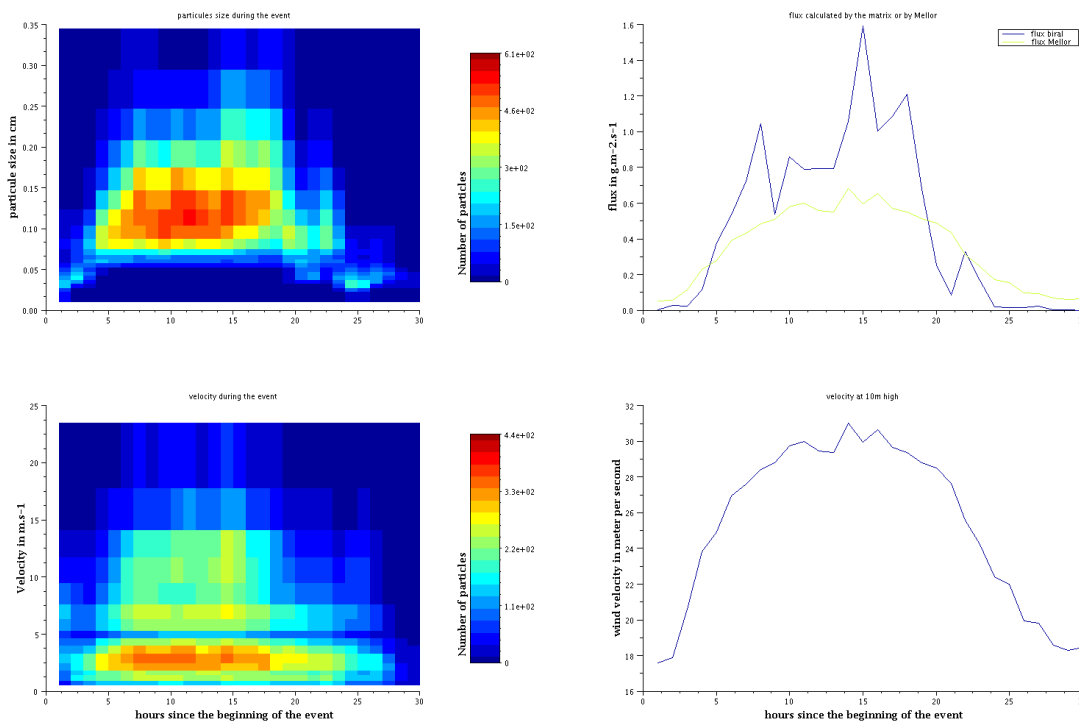 particules size during the event
particule size in cm
0.35
0.30
0.25
0.20
0.15
0.10
0.05
0.00
0
5
10
15
20
25
30
Number of particles
6.1e+02
4.6e+02
3e+02
1.5e+02
0
flux calculated by the matrix or by Mellor
flux in g.m-2.s-1
1.6
1.4
1.2
1.0
0.8
0.6
0.4
0.2
0.0
0
5
10
15
20
25
30
flux biral
flux Mellor
velocity during the event
Velocity in m.s-1
25
20
15
10
5
0
0
5
10
15
20
25
30
hours since the beginning of the event
Number of particles
4.4e+02
3.3e+02
2.2e+02
1.1e+02
0
velocity at 10m high
wind velocity in meter per second
32
30
28
26
24
22
20
18
16
0
5
10
15
20
25
30
hours since the beginning of the event